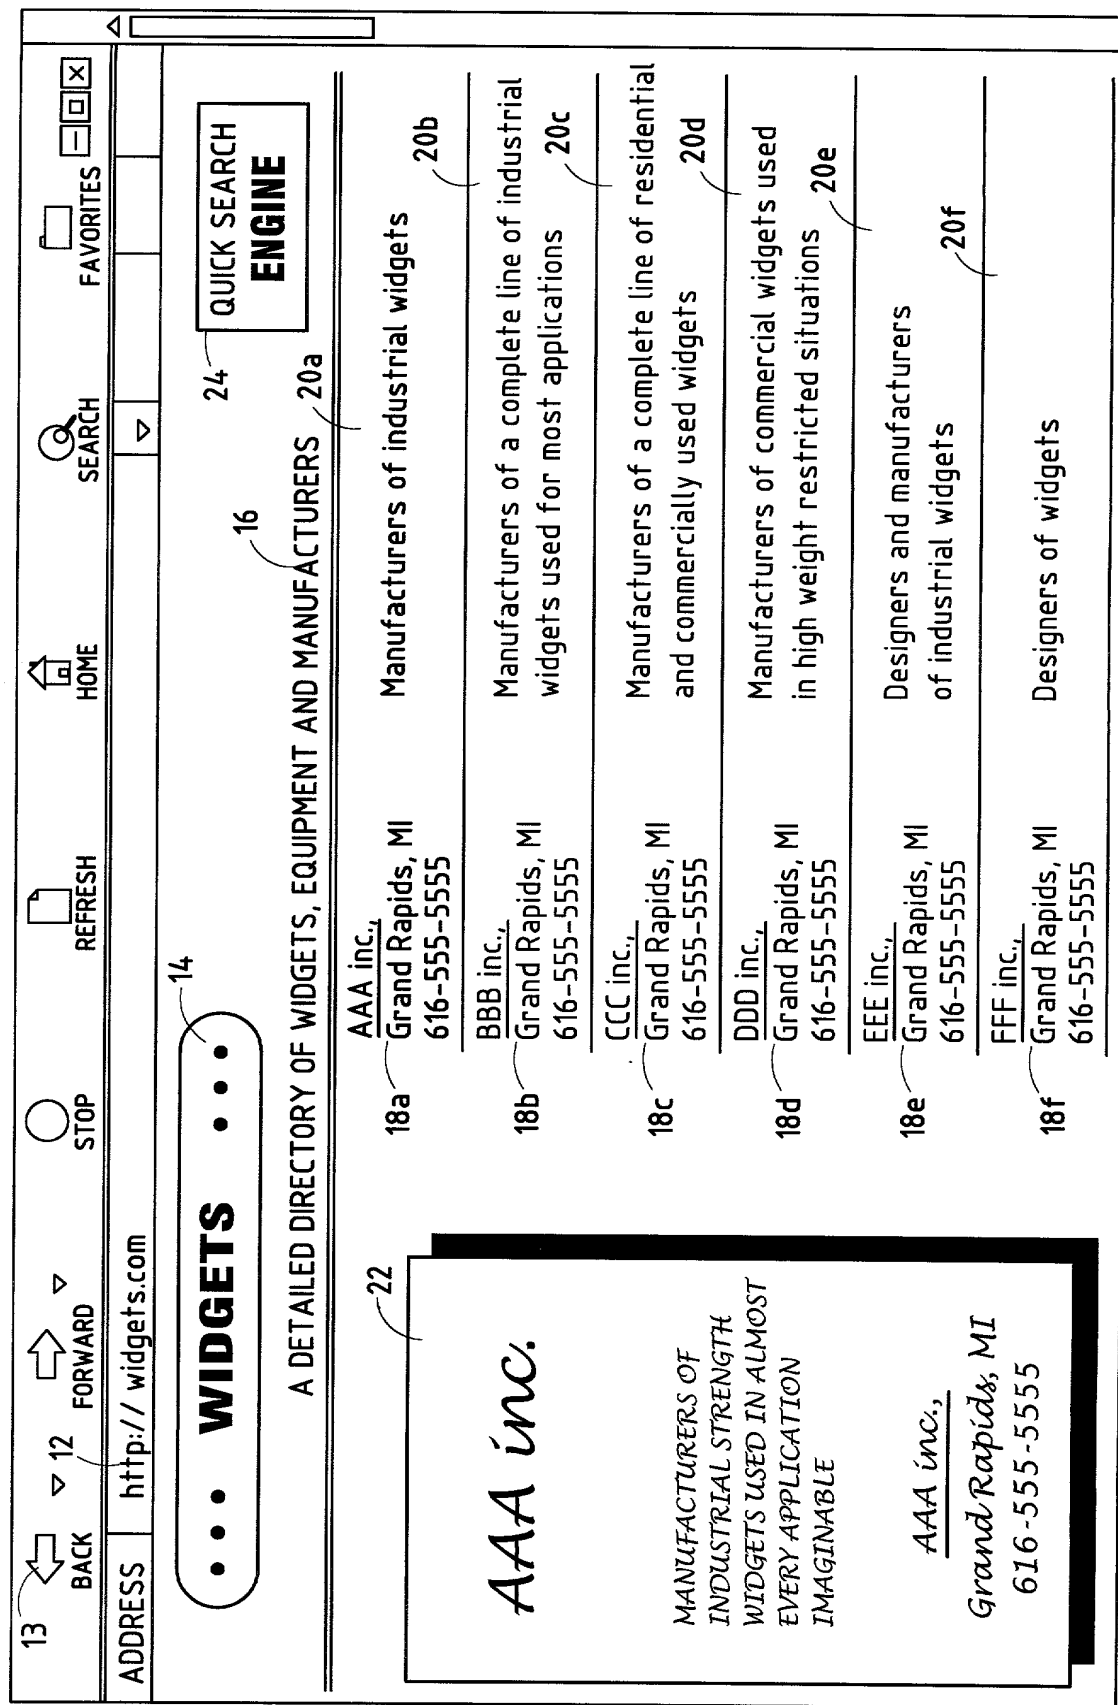 13
BACK
FORWARD
STOP
REFRESH
HOME
SEARCH
FAVORITES
X
ADDRESS
12
http:// widgets.com
••• WIDGETS •••
14
16
24
QUICK SEARCH
ENGINE
A DETAILED DIRECTORY OF WIDGETS, EQUIPMENT AND MANUFACTURERS
22
AAA inc.
MANUFACTURERS OF
INDUSTRIAL STRENGTH
WIDGETS USED IN ALMOST
EVERY APPLICATION
IMAGINABLE
AAA inc.,
Grand Rapids, MI
616-555-5555
18a
AAA inc.,
Grand Rapids, MI
616-555-5555
20a
Manufacturers of industrial widgets
18b
BBB inc.,
Grand Rapids, MI
616-555-5555
20b
Manufacturers of a complete line of industrial
widgets used for most applications
18c
CCC inc.,
Grand Rapids, MI
616-555-5555
20c
Manufacturers of a complete line of residential
and commercially used widgets
18d
DDD inc.,
Grand Rapids, MI
616-555-5555
20d
Manufacturers of commercial widgets used
in high weight restricted situations
18e
EEE inc.,
Grand Rapids, MI
616-555-5555
20e
Designers and manufacturers
of industrial widgets
18f
FFF inc.,
Grand Rapids, MI
616-555-5555
20f
Designers of widgets